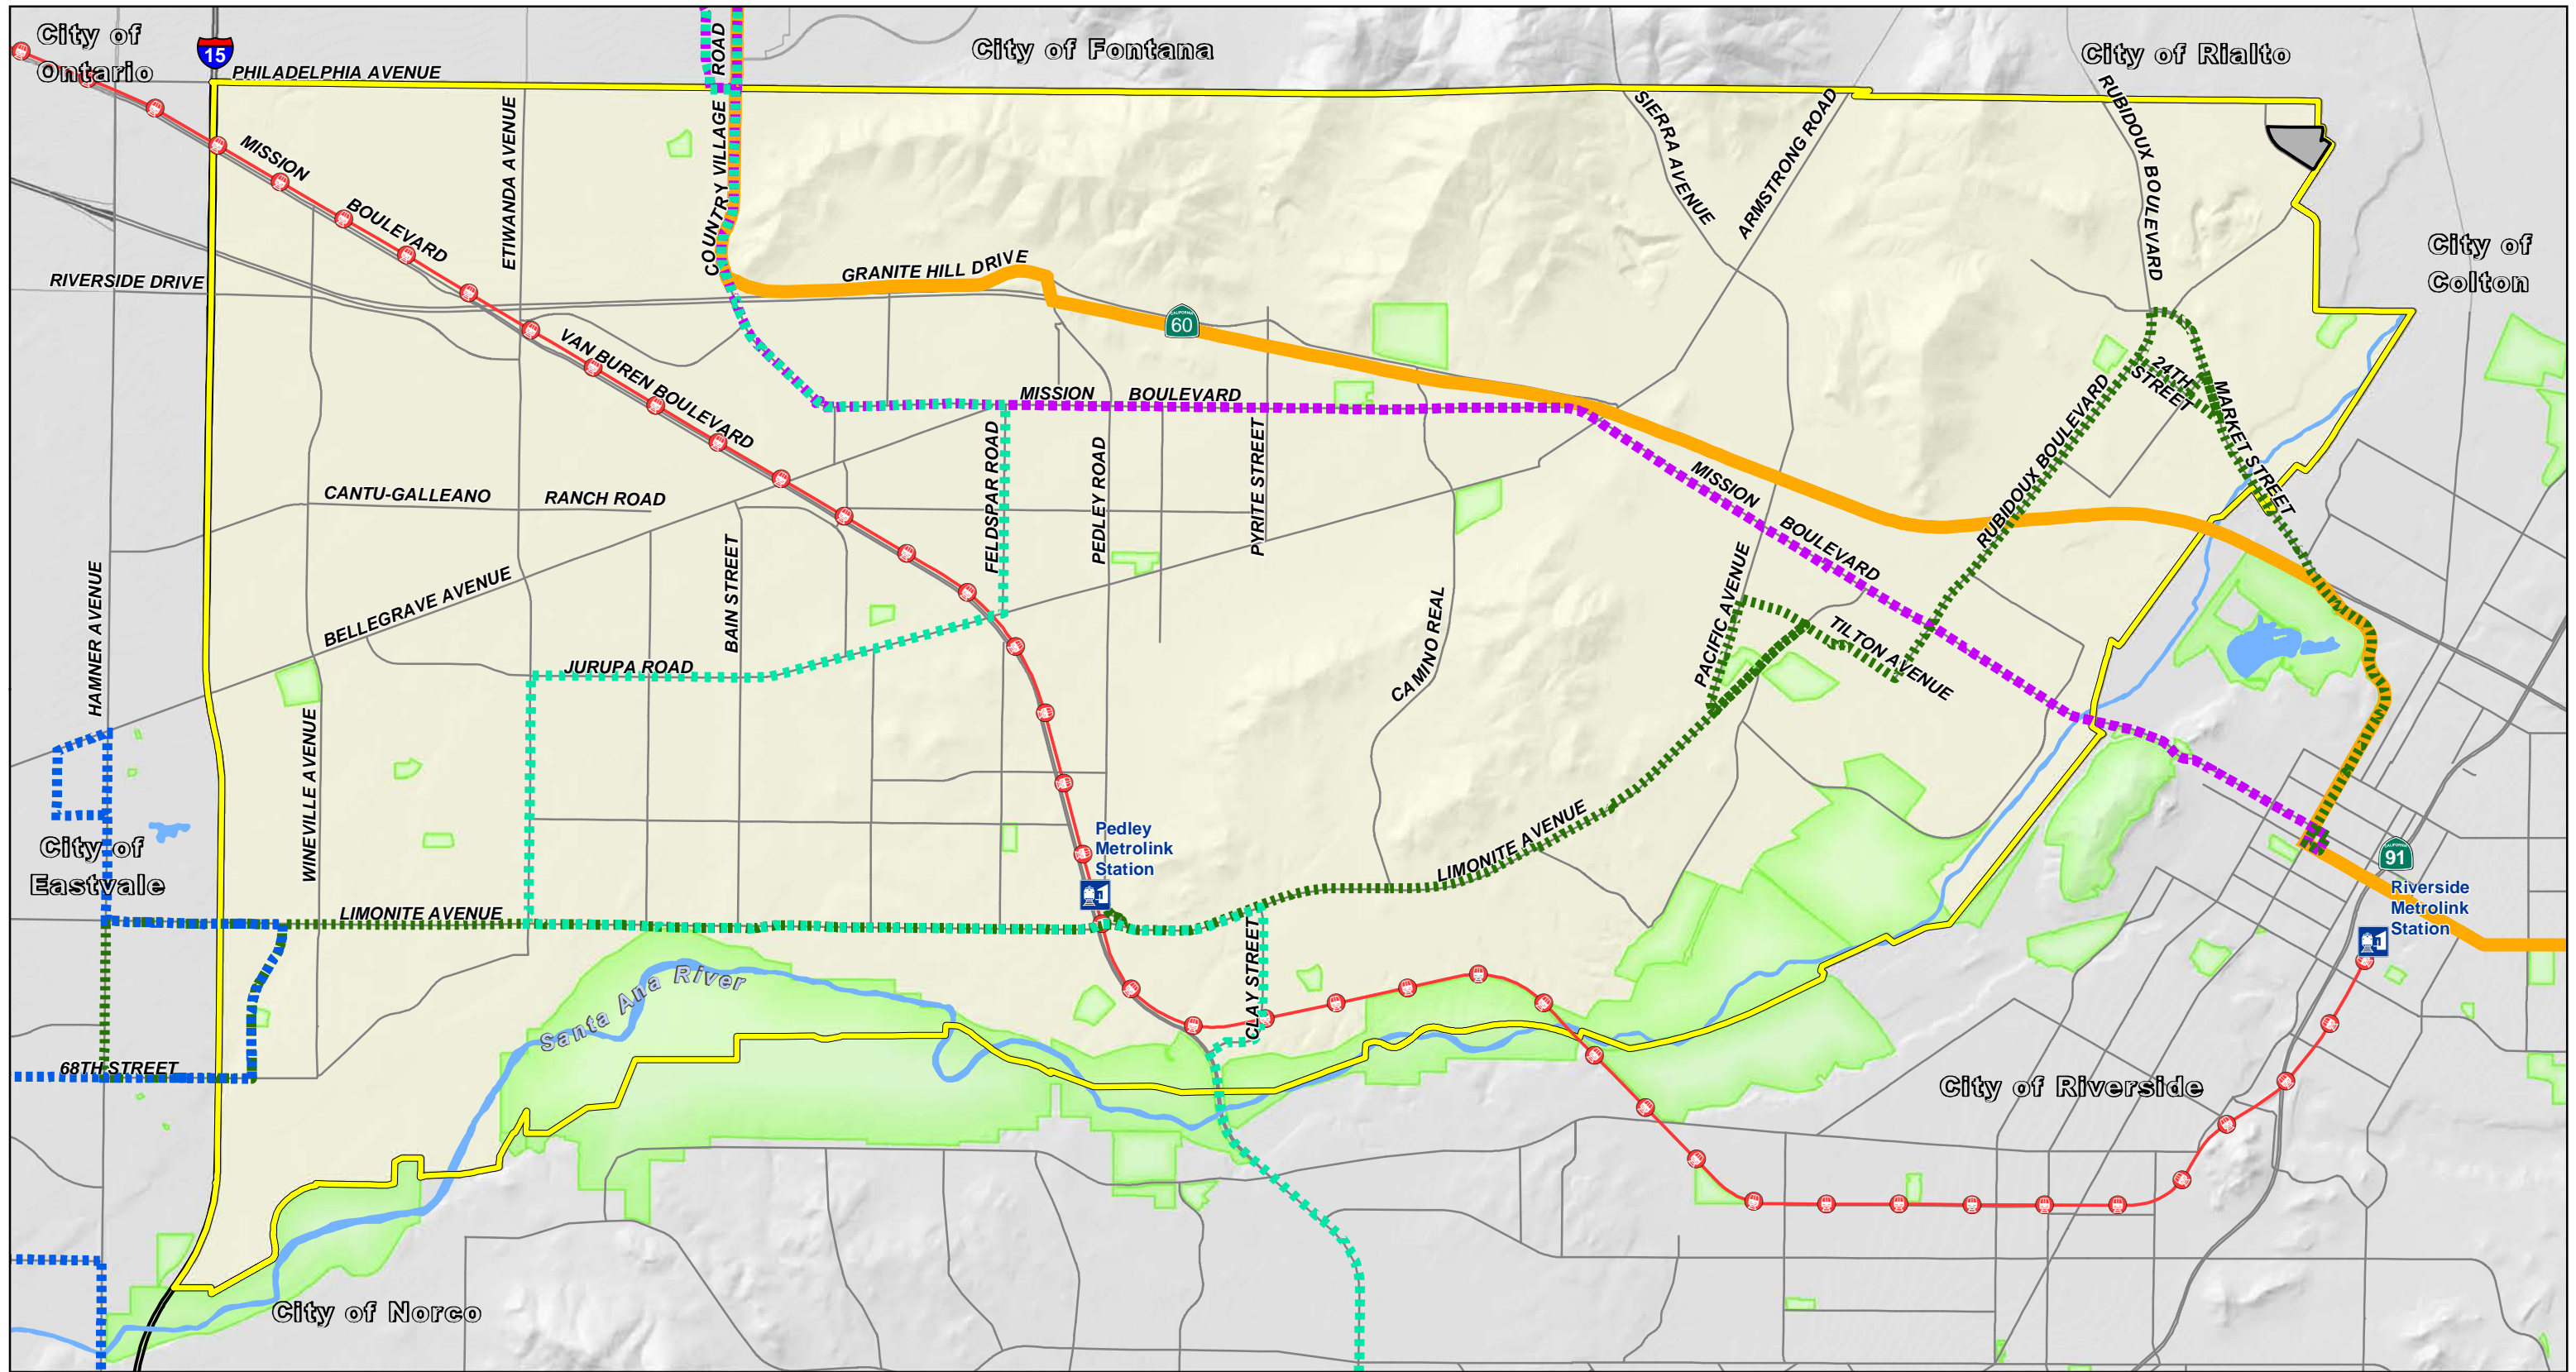 City of
Ontario
15
PHILADELPHIA AVENUE
ROAD
City of Fontana
City of Rialto
RUBIDOUX BOULEVARD
SIERRA AVENUE
ARMSTRONG ROAD
ETIWANDA AVENUE
COUNTRY VILLAGE
MISSION
BOULEVARD
RIVERSIDE DRIVE
GRANITE HILL DRIVE
CALIFORNIA
60
City of
Colton
VAN BUREN BOULEVARD
MISSION BOULEVARD
24TH
STREET
MARKET STREET
RUBIDOUX BOULEVARD
FELDSPAR ROAD
PEDLEY ROAD
PYRITE STREET
MISSION
BOULEVARD
CANTU-GALLEANO RANCH ROAD
HAMNER AVENUE
BELLEGRAVE AVENUE
BAIN STREET
CAMINO REAL
PACIFIC AVENUE
TILTON AVENUE
JURUPA ROAD
WINEVILLE AVENUE
City of
Eastvale
Pedley
Metrolink
Station
LIMONITE AVENUE
CALIFORNIA
91
Riverside
Metrolink
Station
LIMONITE AVENUE
CLAY STREET
Santa Ana River
68TH STREET
City of Riverside
City of Norco